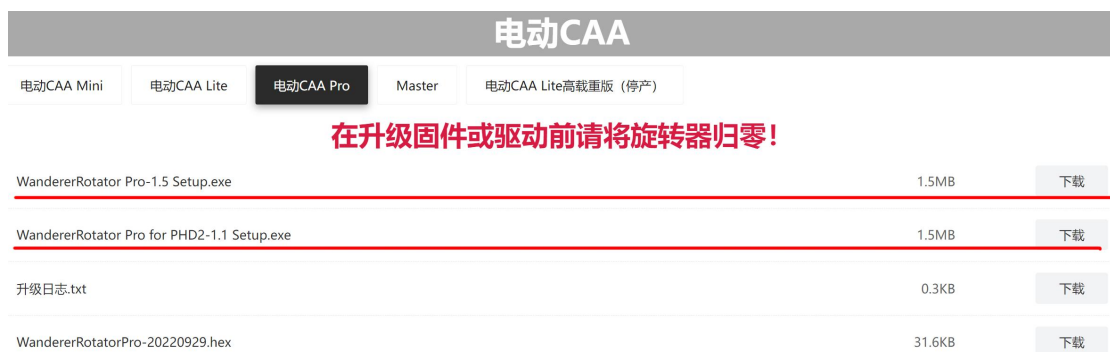 电动CAA
电动CAA Mini 电动CAA Lite 电动CAA Pro Master 电动CAA Lite高载重版（停产）
在升级固件或驱动前请将旋转器归零！
WandererRotator Pro-1.5 Setup.exe 1.5MB 下载
WandererRotator Pro for PHD2-1.1 Setup.exe 1.5MB 下载
升级日志.txt 0.3KB 下载
WandererRotatorPro-20220929.hex 31.6KB 下载